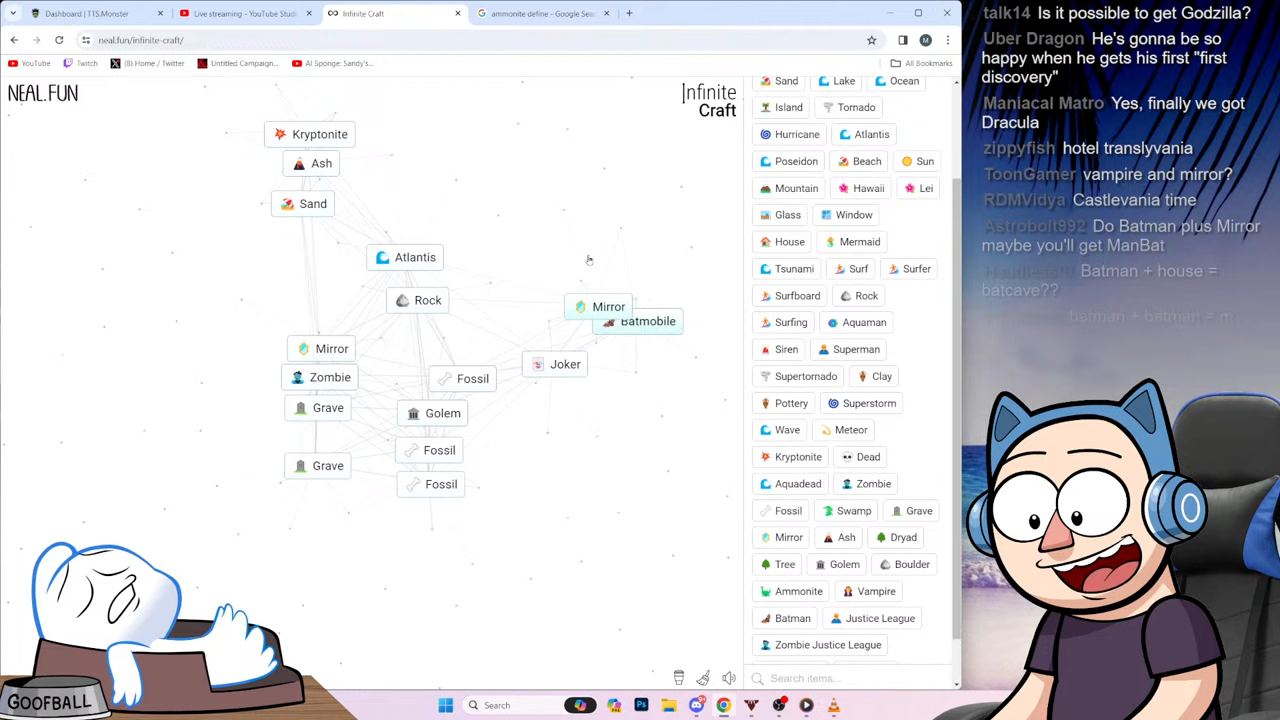 Dashboard | TTS.Monster
Live streaming - YouTube Studi
Infinite Craft
ammonite define - Google Searc
neal.fun/infinite-craft/
YouTube
Twitch
(8) Home / Twitter
Untitled Campaign...
AI Sponge: Sandy's...
All Bookmarks
NEAL.FUN
Infinite
Craft
Kryptonite
Ash
Sand
Atlantis
Rock
Mirror
Batmobile
Mirror
Joker
Zombie
Fossil
Grave
Golem
Fossil
Grave
Fossil
Sand Lake Ocean
Island Tornado
Hurricane Atlantis
Poseidon Beach Sun
Mountain Hawaii Lei
Glass Window
House Mermaid
Tsunami Surf Surfer
Surfboard Rock
Surfing Aquaman
Siren Superman
Supertornado Clay
Pottery Superstorm
Wave Meteor
Kryptonite Dead
Aquadead Zombie
Fossil Swamp Grave
Mirror Ash Dryad
Tree Golem Boulder
Ammonite Vampire
Batman Justice League
Zombie Justice League
Search items...
talk14 Is it possible to get Godzilla?
Uber Dragon He's gonna be so
happy when he gets his first "first
discovery"
Maniacal Matro Yes, finally we got
Dracula
zippyfish hotel translyvania
ToonGamer vampire and mirror?
RDMVidya Castlevania time
Astrobolt992 Do Batman plus Mirror
maybe you'll get ManBat
Batman + house =
batcave??
batman + batman = m
GOOFBALL
Search